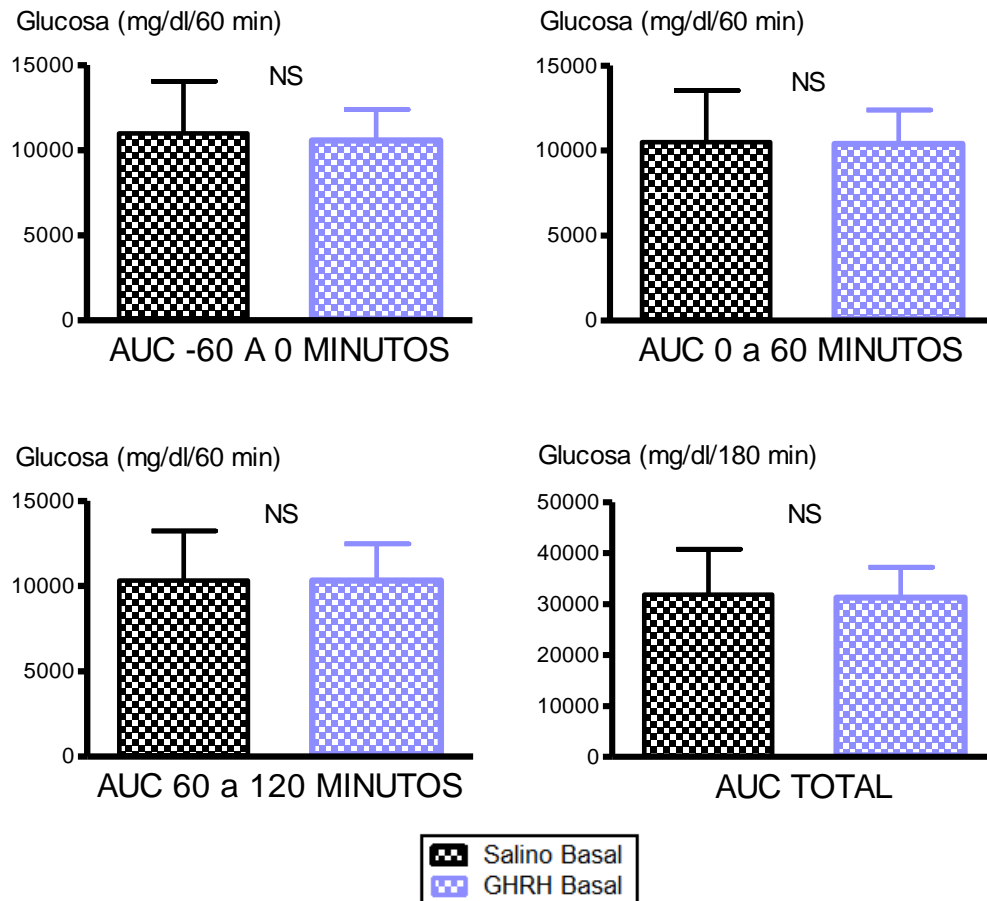 Glucosa (mg/dl/60 min)
15000
10000
5000
0
NS
AUC -60 A 0 MINUTOS
Glucosa (mg/dl/60 min)
15000
10000
5000
0
NS
AUC 0 a 60 MINUTOS
Glucosa (mg/dl/60 min)
15000
10000
5000
0
NS
AUC 60 a 120 MINUTOS
Glucosa (mg/dl/180 min)
50000
40000
30000
20000
10000
0
NS
AUC TOTAL
Salino Basal
GHRH Basal